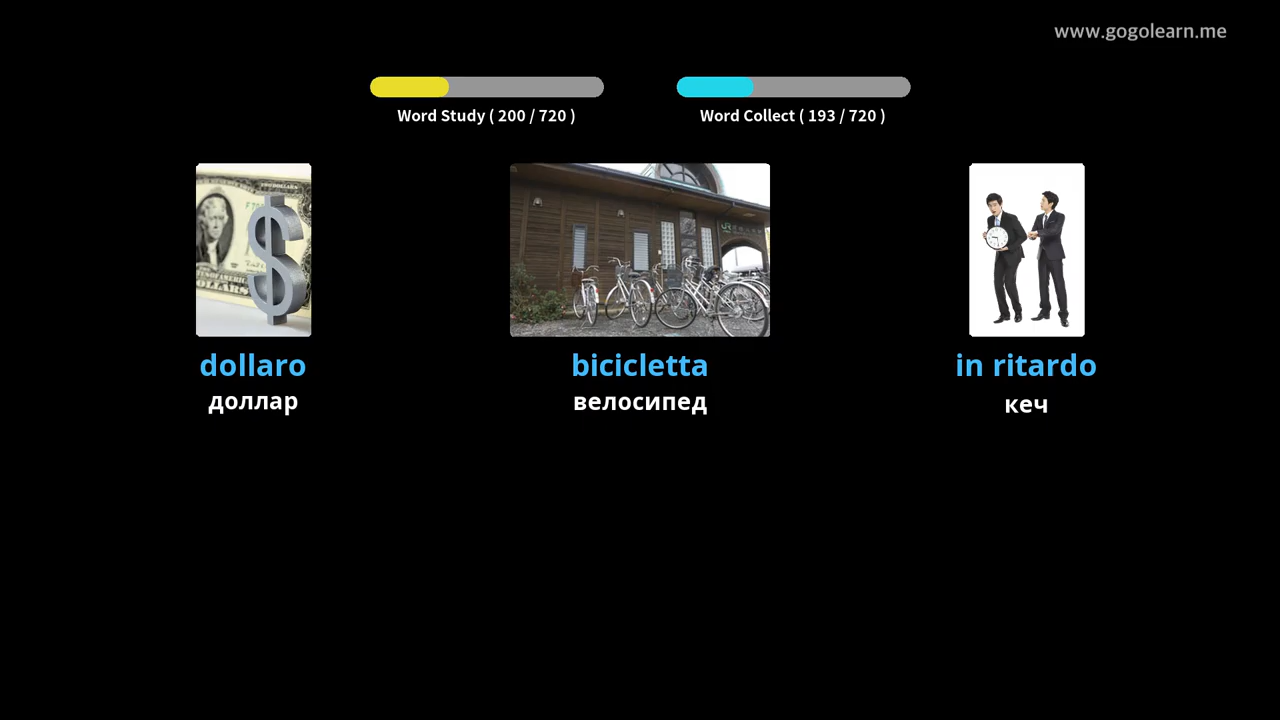 www.gogolearn.me
Word Study ( 200 / 720 )
Word Collect ( 193 / 720 )
dollaro
bicicletta
in ritardo
доллар
велосипед
кеч